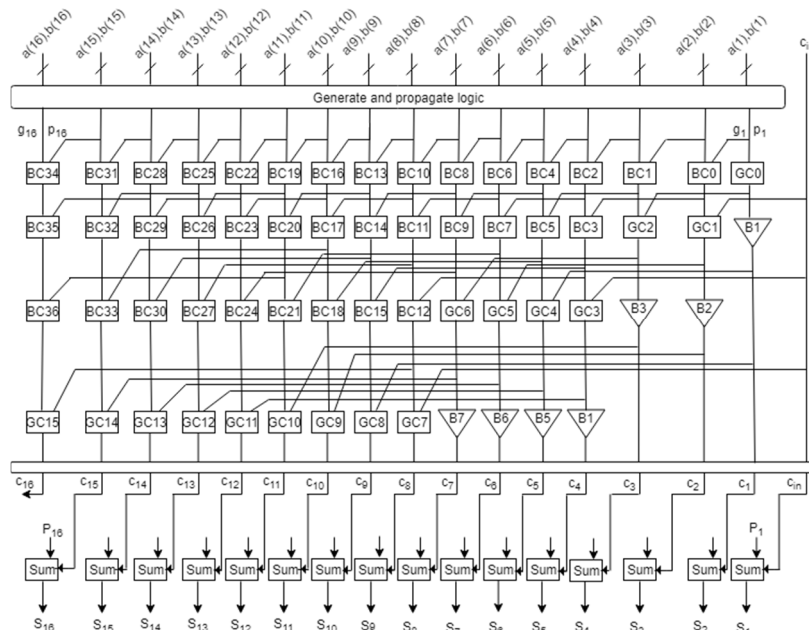 a(16),b(16) a(15),b(15) a(14),b(14) a(13),b(13) a(12),b(12) a(11),b(11) a(10),b(10) a(9),b(9) a(8),b(8) a(7),b(7) a(6),b(6) a(5),b(5) a(4),b(4) a(3),b(3) a(2),b(2) a(1),b(1)
Generate and propagate logic
g16 p16 g1 p1
BC34 BC31 BC28 BC25 BC22 BC19 BC16 BC13 BC10 BC8 BC6 BC4 BC2 BC1 BC0 GC0
BC35 BC32 BC29 BC26 BC23 BC20 BC17 BC14 BC11 BC9 BC7 BC5 BC3 GC2 GC1 B1
BC36 BC33 BC30 BC27 BC24 BC21 BC18 BC15 BC12 GC6 GC5 GC4 GC3 B3 B2
GC15 GC14 GC13 GC12 GC11 GC10 GC9 GC8 GC7 B7 B6 B5 B1
c16 c15 c14 c13 c12 c11 c10 c9 c8 c7 c6 c5 c4 c3 c2 c1 cin
P16 P1
Sum Sum Sum Sum Sum Sum Sum Sum Sum Sum Sum Sum Sum Sum Sum Sum
S16 S15 S14 S13 S12 S11 S10 S9